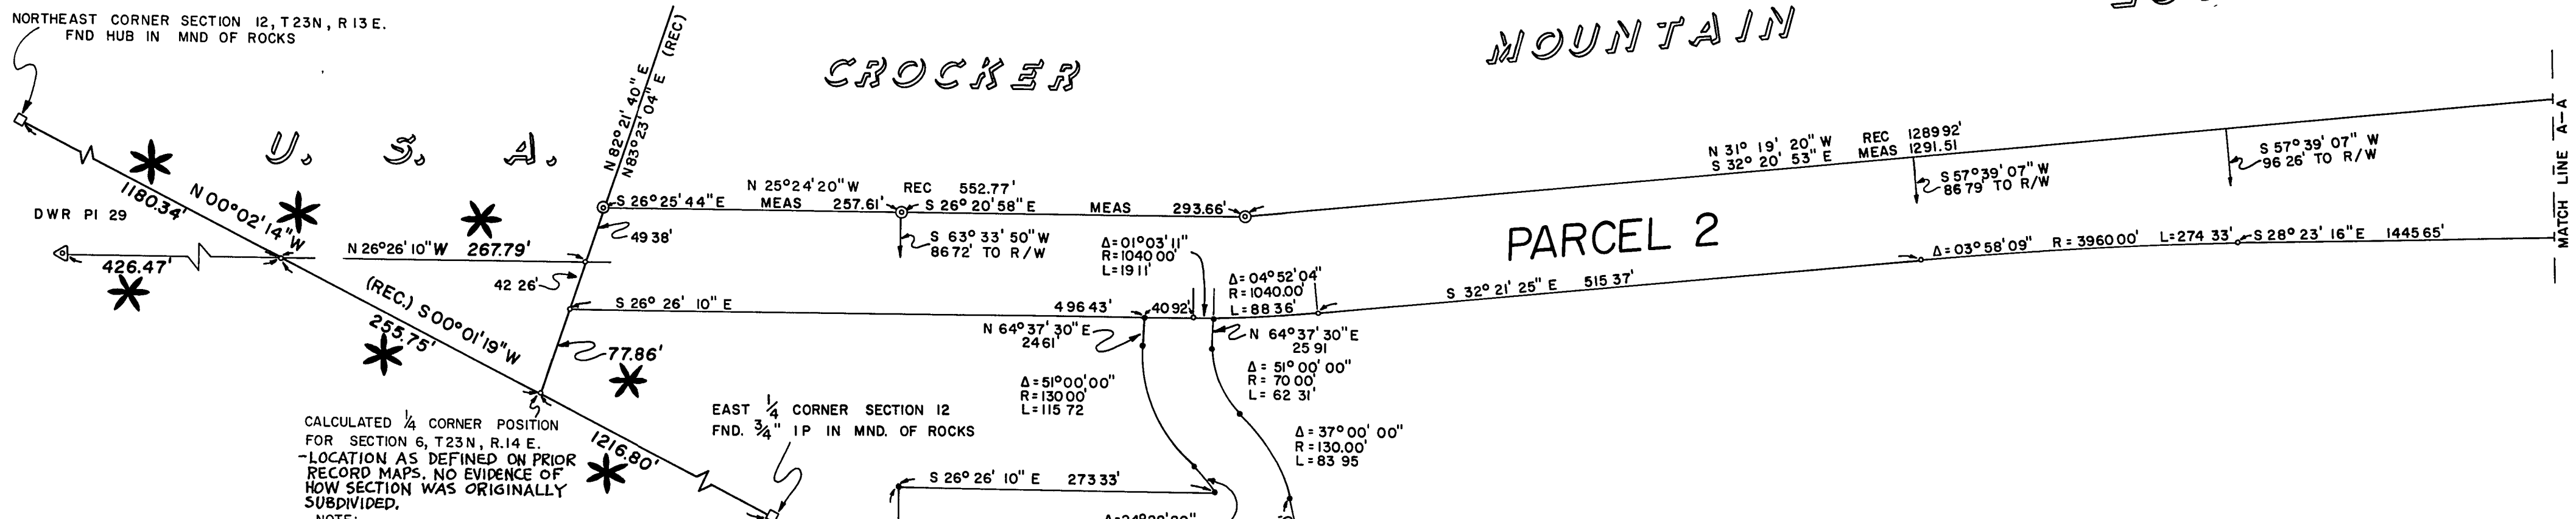 NORTHEAST CORNER SECTION 12, T23N, R13E.
FND HUB IN MND OF ROCKS
U. S. A.
CROCKER
MOUNTAIN
1180.34'
N 00°02'14"W
DWR PI 29
426.47'
N 26°26'10"W 267.79'
(REC.) S00°01'19"W
255.75'
N 82°21'40" E
N83°23'04" E (REC)
49 38'
42 26'
77.86'
CALCULATED 1/4 CORNER POSITION
FOR SECTION 6, T23N, R.14 E.
-LOCATION AS DEFINED ON PRIOR
RECORD MAPS. NO EVIDENCE OF
HOW SECTION WAS ORIGINALLY
SUBDIVIDED.
NOTE:
1216.80'
EAST 1/4 CORNER SECTION 12
FND. 3/4" IP IN MND. OF ROCKS
N 25°24'20"W REC 552.77'
S 26°25'44"E MEAS 257.61' S 26°20'58"E MEAS 293.66'
S 63°33'50"W
86 72' TO R/W
S 26° 26' 10" E 496 43' 40 92'
Δ=01°03'11"
R=1040 00'
L=19 11'
Δ=04°52'04"
R=1040.00'
L=88 36'
N 64°37'30"E
24 61'
N 64°37'30"E
25 91
Δ=51°00'00"
R=130 00'
L=115 72
Δ= 51°00'00"
R= 70 00'
L= 62 31'
Δ=37°00'00"
R=130.00'
L=83 95
S 26° 26' 10" E 273 33'
PARCEL 2
N 31° 19' 20" W REC 1289 92'
S 32° 20' 53" E MEAS 1291.51
S 57°39'07" W
86 79' TO R/W
S 57°39'07" W
96 26' TO R/W
S 32°21'25" E 515 37'
Δ=03°58'09" R=3960 00' L=274 33' S 28°23'16"E 1445 65'
MATCH LINE A—A